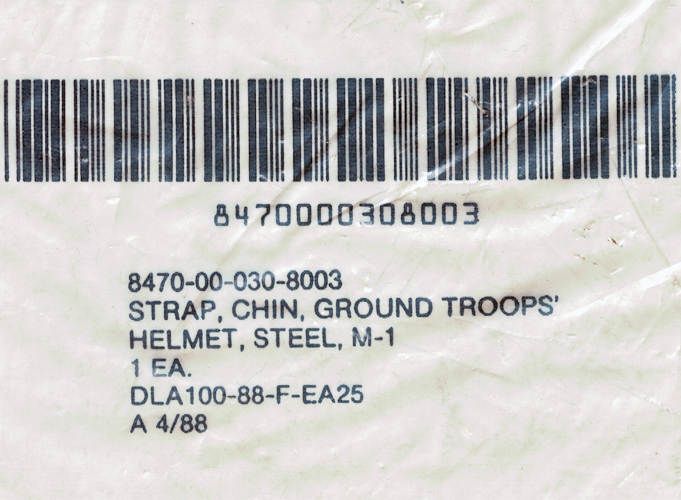 8470000308003
8470-00-030-8003
STRAP, CHIN, GROUND TROOPS'
HELMET, STEEL, M-1
1 EA.
DLA100-88-F-EA25
A 4/88